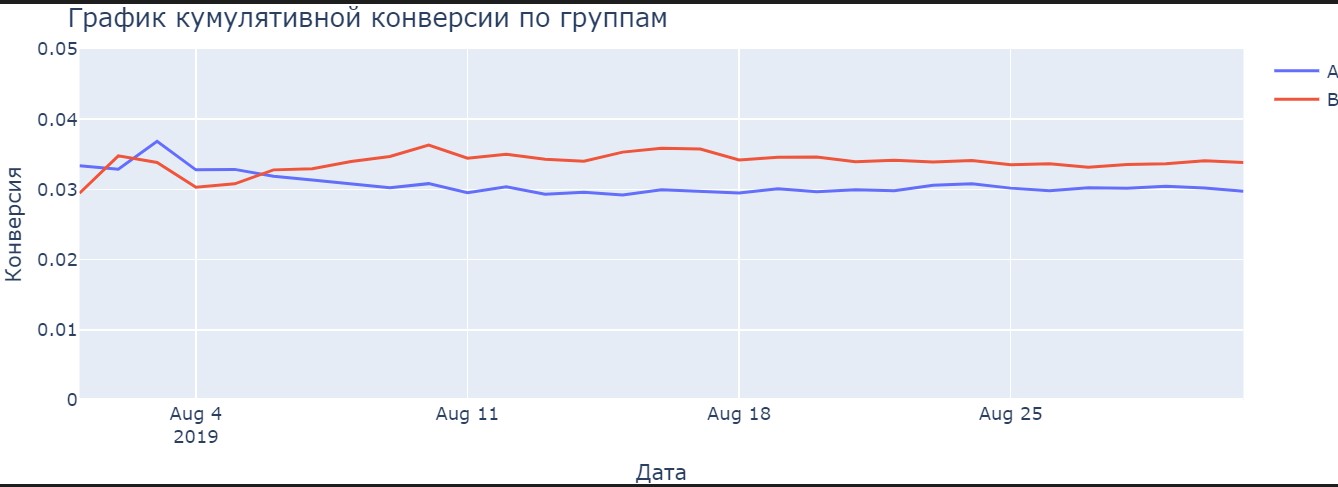 График кумулятивной конверсии по группам
0.05
0.04
0.03
0.02
0.01
0
Конверсия
Aug 4
2019
Aug 11
Aug 18
Aug 25
Дата
A
B